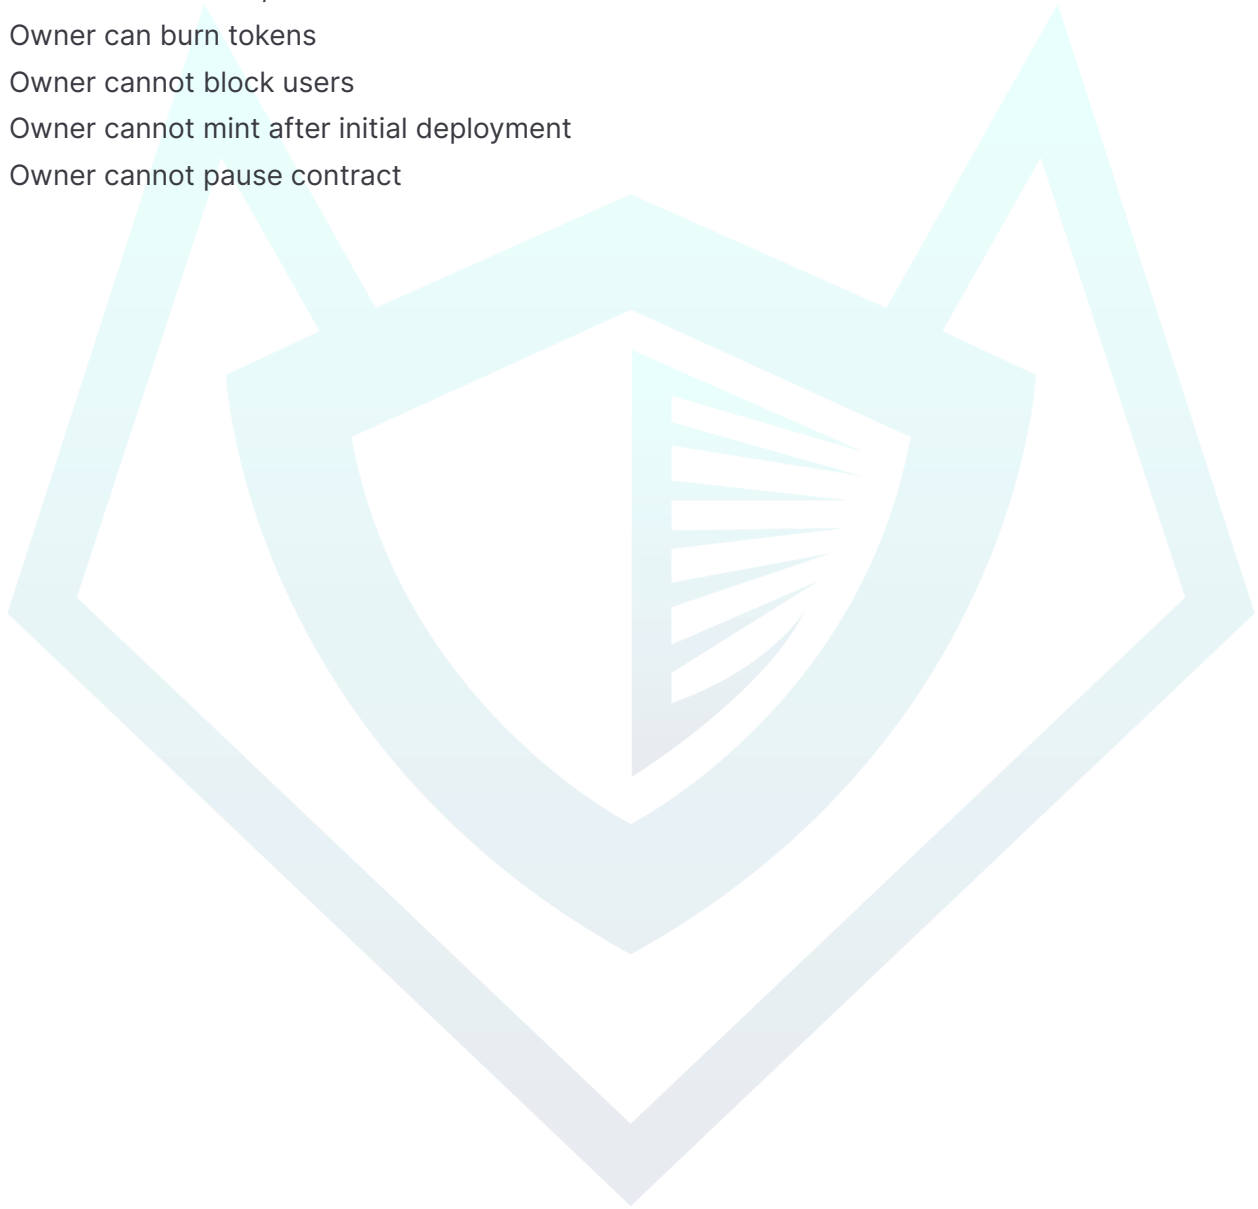 Owner can burn tokens
Owner cannot block users
Owner cannot mint after initial deployment
Owner cannot pause contract